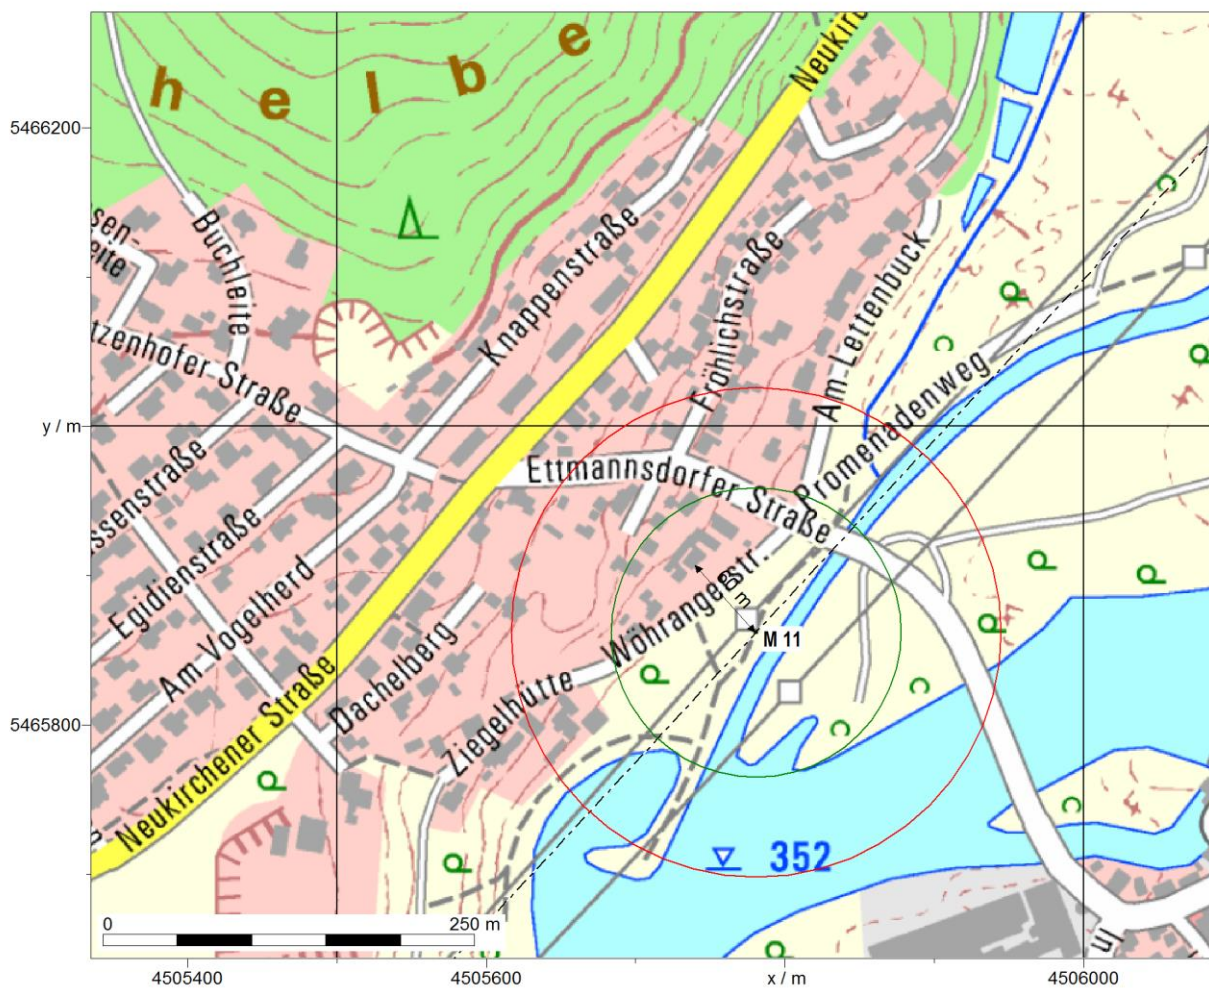 h e l b e
5466200
Neukirc
sen-
eite
Buchleite
Knappenstraße
Fröhlichstraße
Am Lettenbuck
Promenadenweg
tzenhofer Straße
y / m
Ettmannsdorfer Straße
ssenstraße
Egidienstraße
Am Vogelherd
Dachelberg
Wöhrangerstr.
M 11
Ziegelhütte
Neukirchener Straße
5465800
352
0 250 m
In
4505400 4505600 x / m 4506000